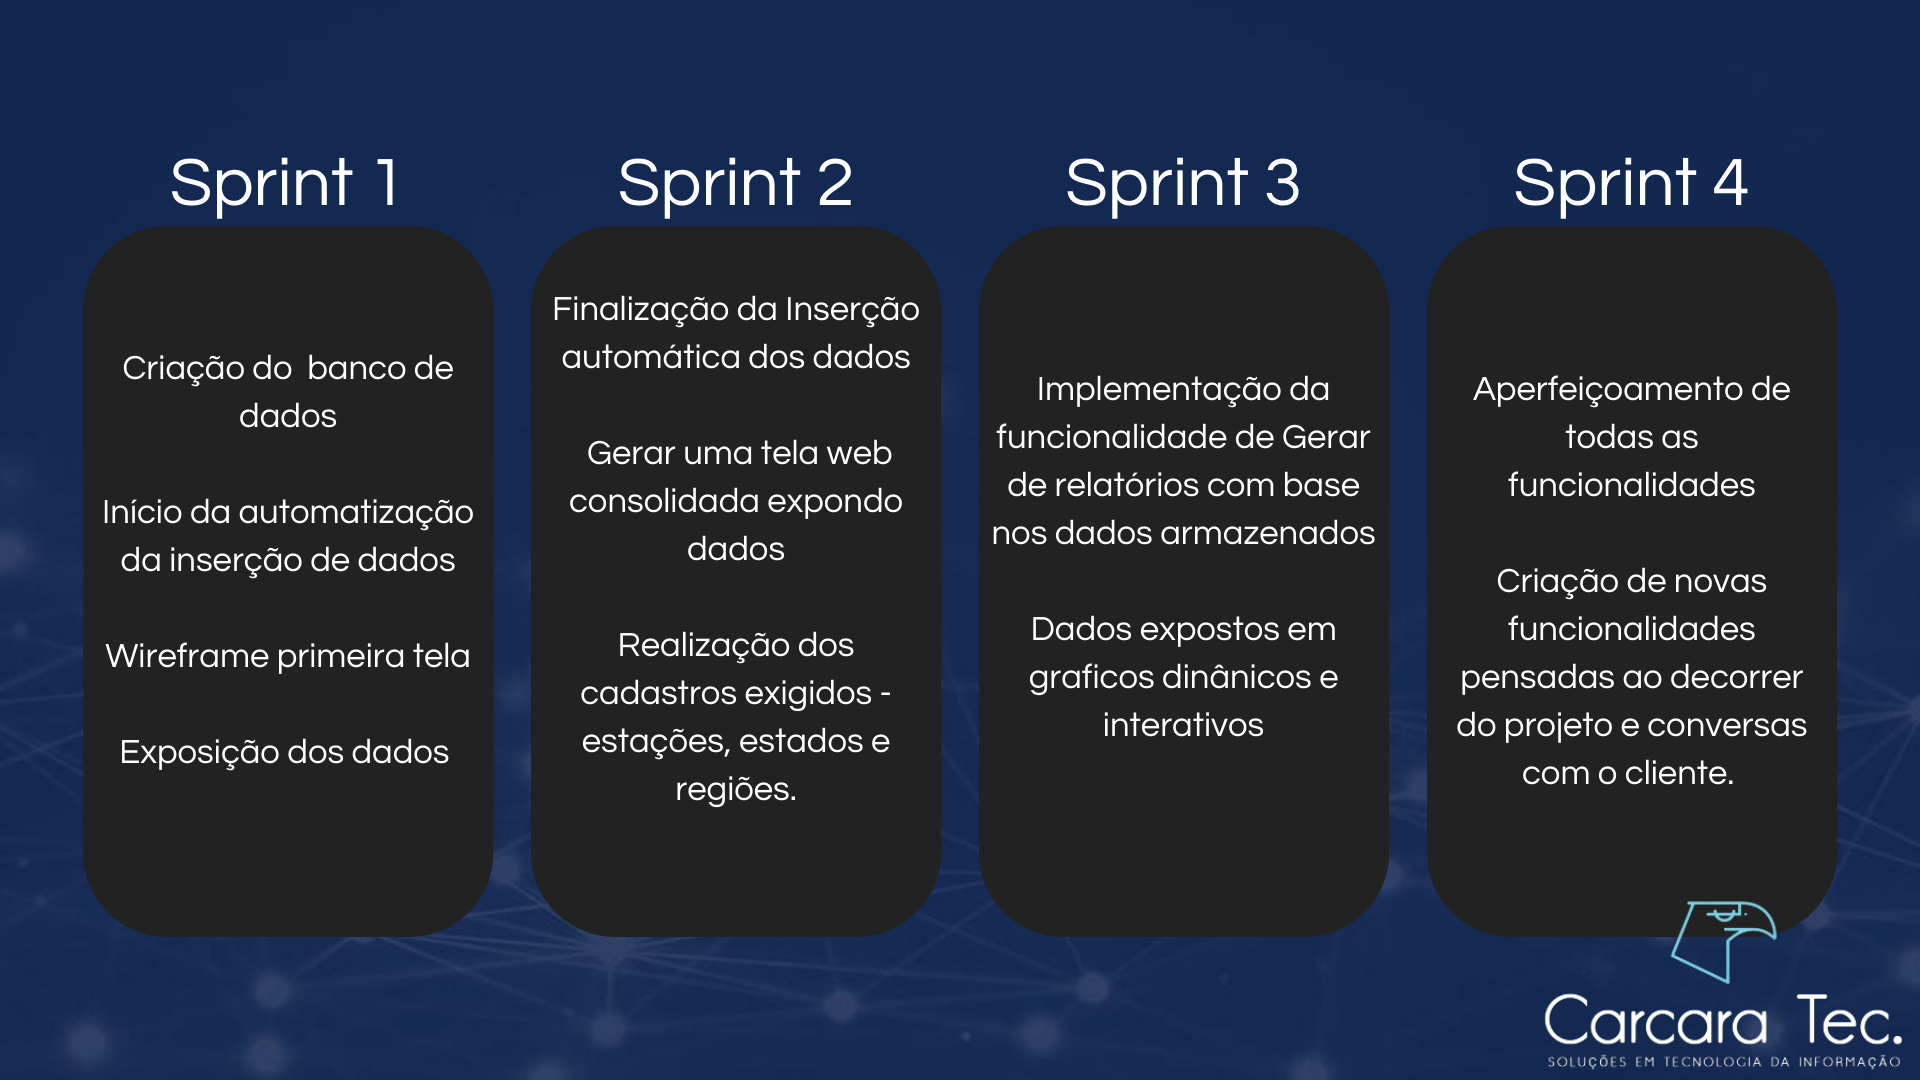 Sprint 1
Criação do  banco de
dados
Início da automatização
da inserção de dados
Wireframe primeira tela
Exposição dos dados
Sprint 2
Finalização da Inserção
automática dos dados
Gerar uma tela web
consolidada expondo
dados
Realização dos
cadastros exigidos -
estações, estados e
regiões.
Sprint 3
Implementação da
funcionalidade de Gerar
de relatórios com base
nos dados armazenados
Dados expostos em
graficos dinânicos e
interativos
Sprint 4
Aperfeiçoamento de
todas as
funcionalidades
Criação de novas
funcionalidades
pensadas ao decorrer
do projeto e conversas
com o cliente.
Carcara Tec.
SOLUÇÕES EM TECNOLOGIA DA INFORMAÇÃO